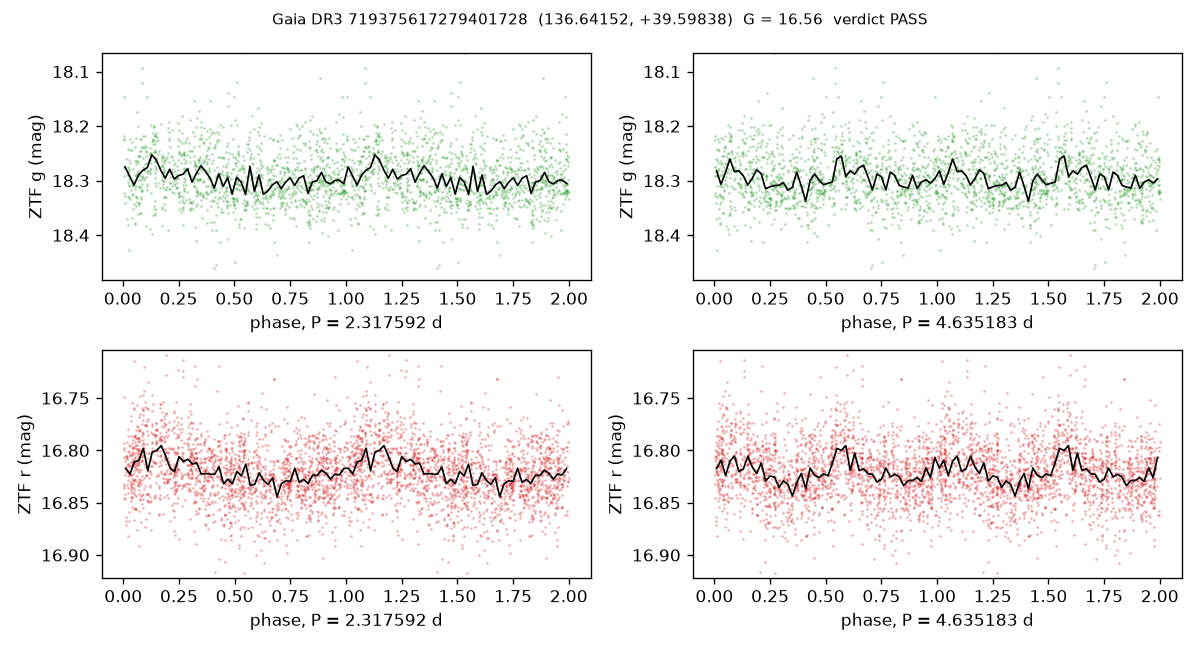 Gaia DR3 719375617279401728  (136.64152, +39.59838)  G = 16.56  verdict PASS
ZTF g (mag)
18.1
18.2
18.3
18.4
0.00 0.25 0.50 0.75 1.00 1.25 1.50 1.75 2.00
phase, P = 2.317592 d
ZTF g (mag)
18.1
18.2
18.3
18.4
0.00 0.25 0.50 0.75 1.00 1.25 1.50 1.75 2.00
phase, P = 4.635183 d
ZTF r (mag)
16.75
16.80
16.85
16.90
0.00 0.25 0.50 0.75 1.00 1.25 1.50 1.75 2.00
phase, P = 2.317592 d
ZTF r (mag)
16.75
16.80
16.85
16.90
0.00 0.25 0.50 0.75 1.00 1.25 1.50 1.75 2.00
phase, P = 4.635183 d